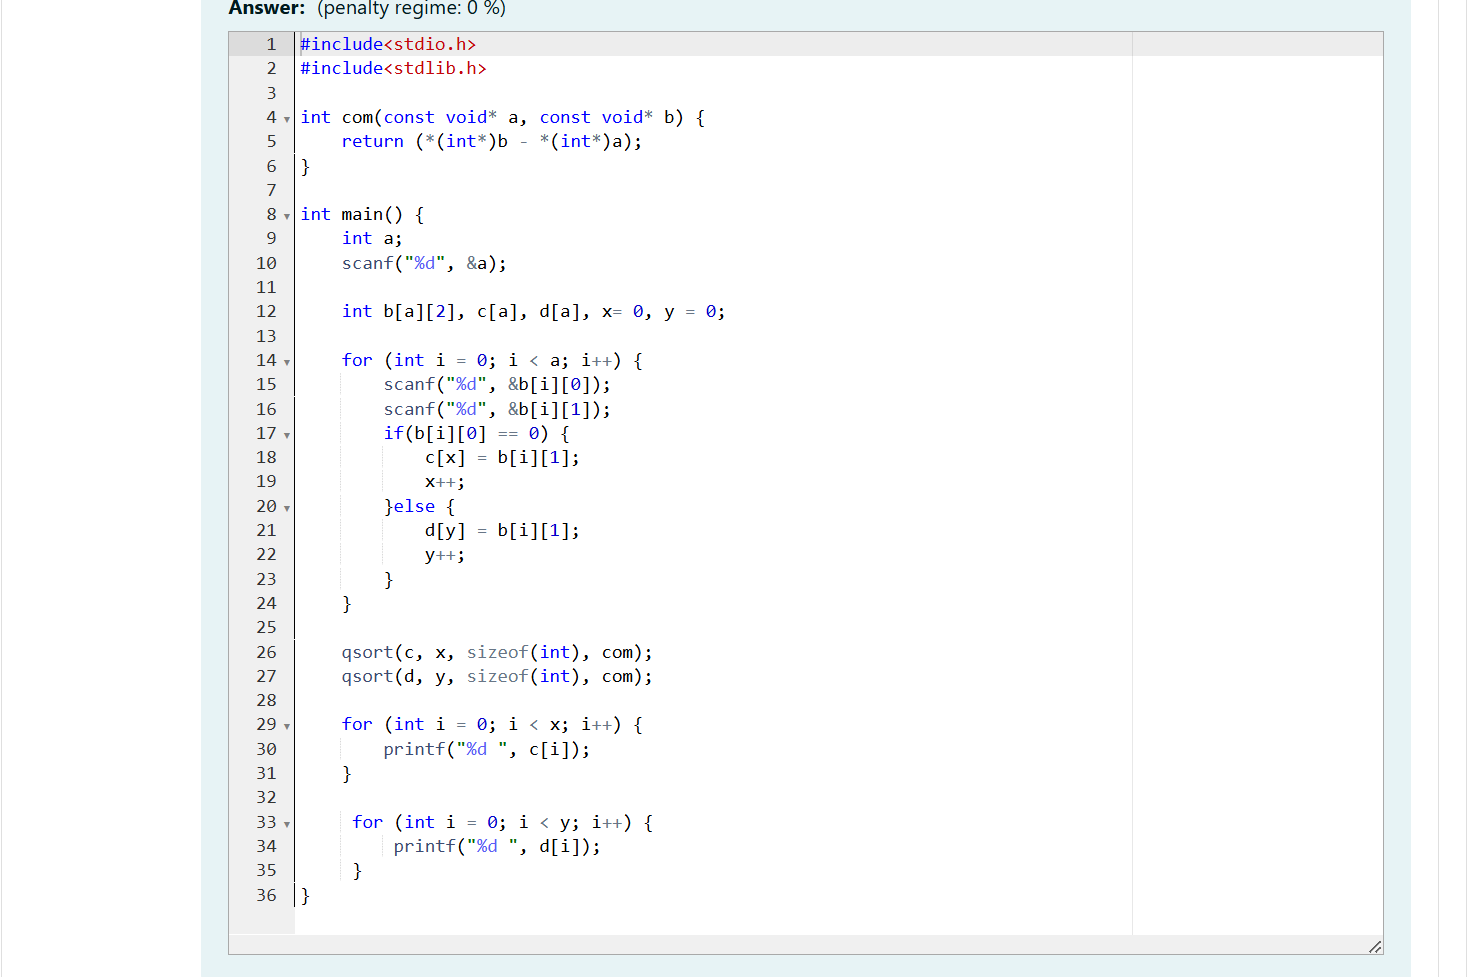 Answer: (penalty regime: 0 %)
1 #include<stdio.h>
2 #include<stdlib.h>
3
4 int com(const void* a, const void* b) {
5     return (*(int*)b - *(int*)a);
6 }
7
8 int main() {
9     int a;
10     scanf("%d", &a);
11
12     int b[a][2], c[a], d[a], x= 0, y = 0;
13
14     for (int i = 0; i < a; i++) {
15         scanf("%d", &b[i][0]);
16         scanf("%d", &b[i][1]);
17         if(b[i][0] == 0) {
18             c[x] = b[i][1];
19             x++;
20         }else {
21             d[y] = b[i][1];
22             y++;
23         }
24     }
25
26     qsort(c, x, sizeof(int), com);
27     qsort(d, y, sizeof(int), com);
28
29     for (int i = 0; i < x; i++) {
30         printf("%d ", c[i]);
31     }
32
33      for (int i = 0; i < y; i++) {
34          printf("%d ", d[i]);
35      }
36 }